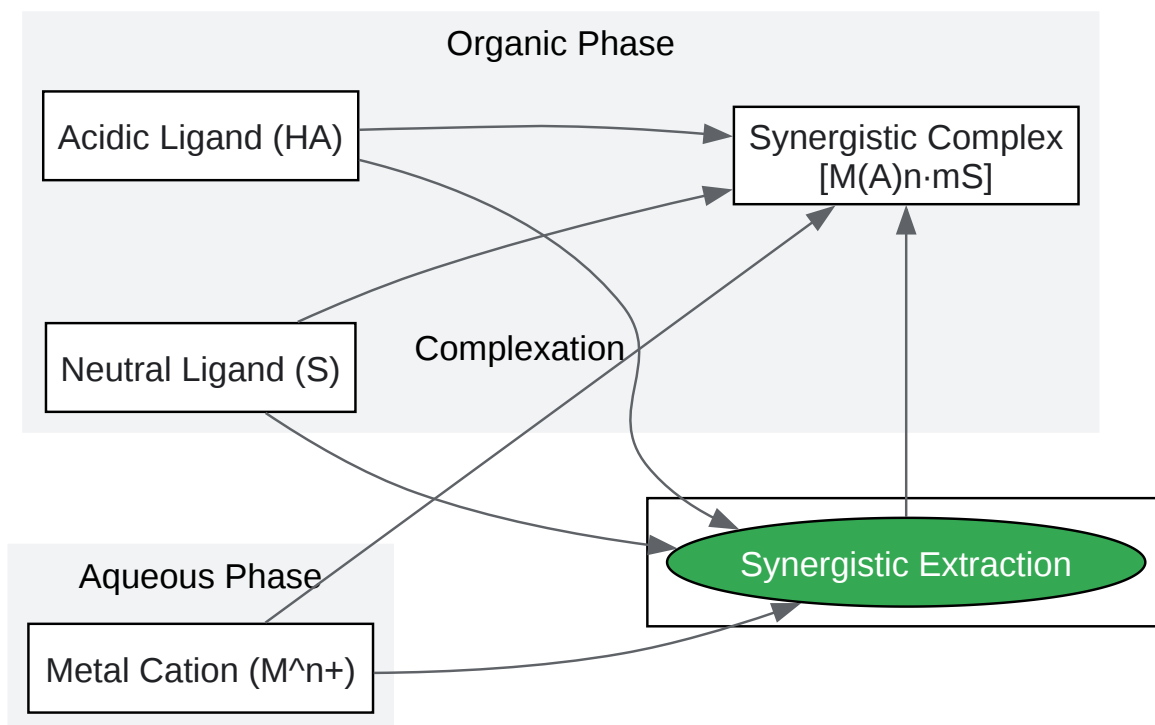 Organic Phase
Acidic Ligand (HA)
Synergistic Complex
[M(A)n·mS]
Complexation
Neutral Ligand (S)
Synergistic Extraction
Aqueous Phase
Metal Cation (M^n+)